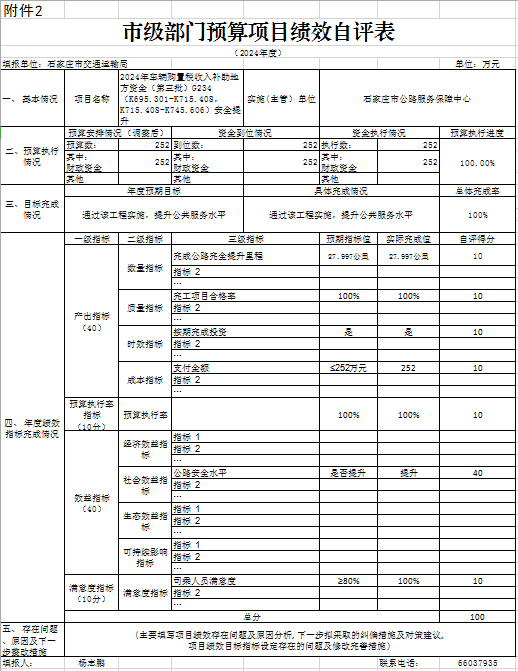 附件2
市级部门预算项目绩效自评表
（2024年度）
填报单位：石家庄市交通运输局 单位：万元
一、基本情况 项目名称 2024年车辆购置税收入补助地方资金（第三批）G234（K695.301-K715.408，K715.408-K745.606）安全提升 实施(主管）单位 石家庄市公路服务保障中心
二、预算执行情况 预算安排情况（调整后） 资金到位情况 资金执行情况 预算执行进度
预算数： 252 到位数： 252 执行数： 252 100.00%
其中：财政资金 252 其中：财政资金 252 其中：财政资金 252
其他 其他 其他
三、目标完成情况 年度预期目标 具体完成情况 总体完成率
通过该工程实施，提升公共服务水平 通过该工程实施，提升公共服务水平 100%
四、年度绩效指标完成情况 一级指标 二级指标 三级指标 预期指标值 实际完成值 自评得分
产出指标（40） 数量指标 完成公路安全提升里程 27.997公里 27.997公里 10
指标 2
…
质量指标 完工项目合格率 100% 100% 10
指标 2
…
时效指标 按期完成投资 是 是 10
指标 2
…
成本指标 支付金额 ≤252万元 252 10
指标 2
…
预算执行率指标（10分） 预算执行率 100% 100% 10
效益指标（40） 经济效益指标 指标 1
指标 2
…
社会效益指标 公路安全水平 是否提升 提升 40
指标 2
…
生态效益指标 指标 1
指标 2
…
可持续影响指标 指标 1
指标 2
…
满意度指标（10分） 满意度指标 司乘人员满意度 ≥80% 100% 10
指标 2
…
总分 100
五、存在问题、原因及下一步整改措施 （主要填写项目绩效存在问题及原因分析，下一步拟采取的纠偏措施及对策建议，
项目绩效目标指标设定存在的问题及修改完善措施）
填报人： 杨志鹏 联系电话： 66037935